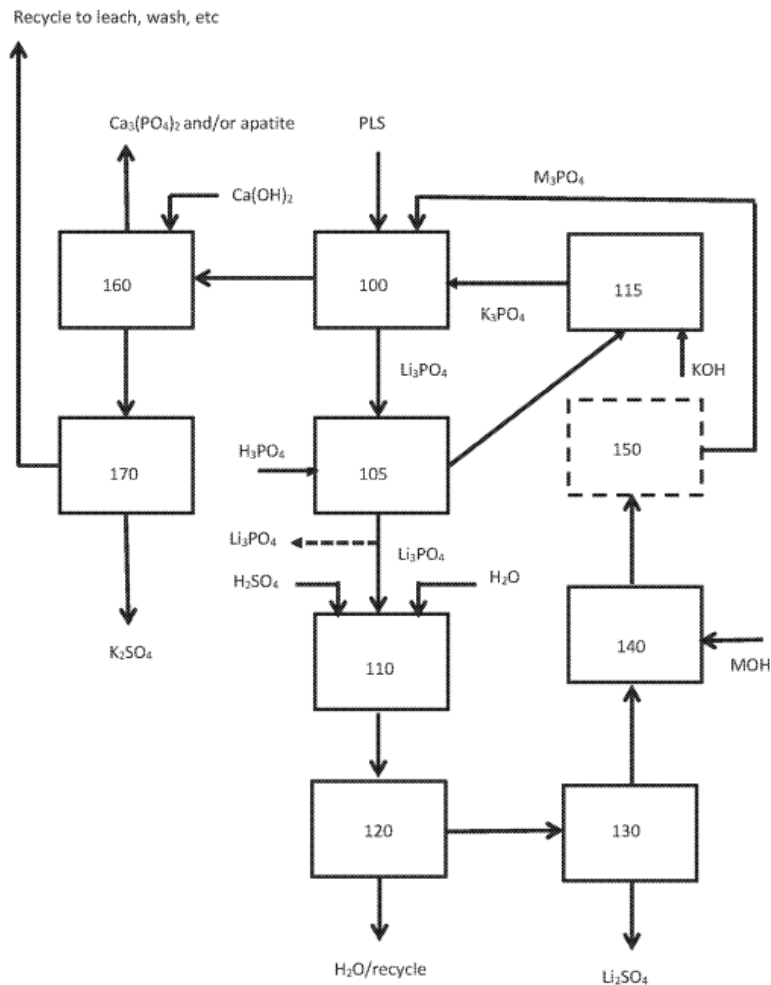 Recycle to leach, wash, etc
Ca₃(PO₄)₂ and/or apatite
PLS
M₃PO₄
Ca(OH)₂
160
100
115
K₃PO₄
KOH
Li₃PO₄
H₃PO₄
105
150
170
Li₃PO₄
Li₃PO₄
H₂SO₄
H₂O
K₂SO₄
110
140
MOH
120
130
H₂O/recycle
Li₂SO₄